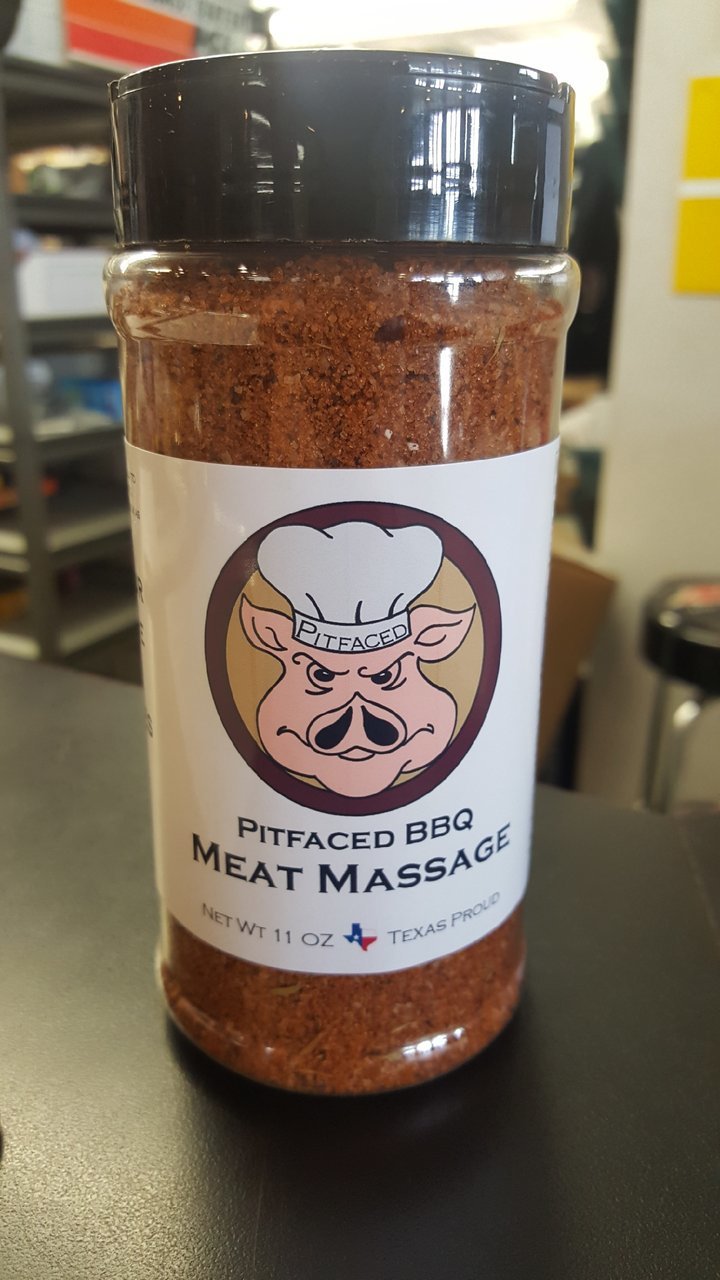 PITFACED
PITFACED BBQ
MEAT MASSAGE
NET WT 11 OZ TEXAS PROUD